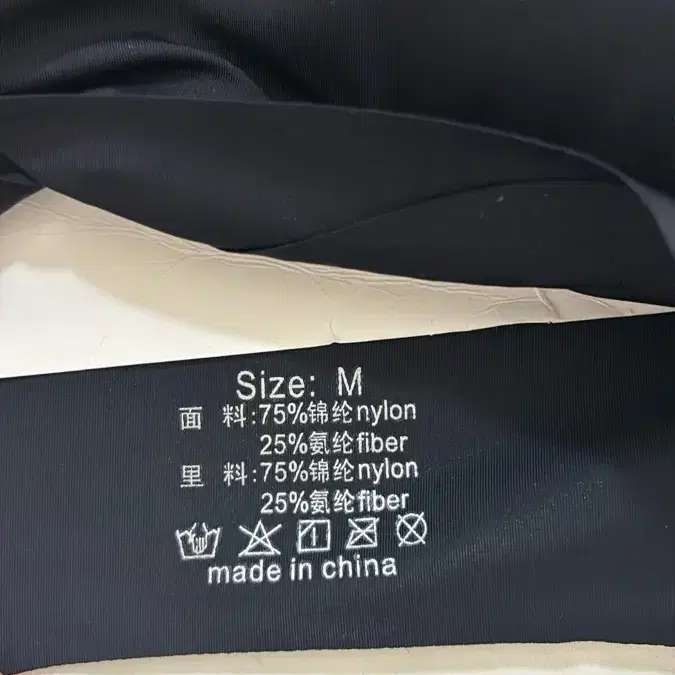 Size: M
面 料:75%锦纶nylon
25%氨纶fiber
里 料:75%锦纶nylon
25%氨纶fiber
made in china